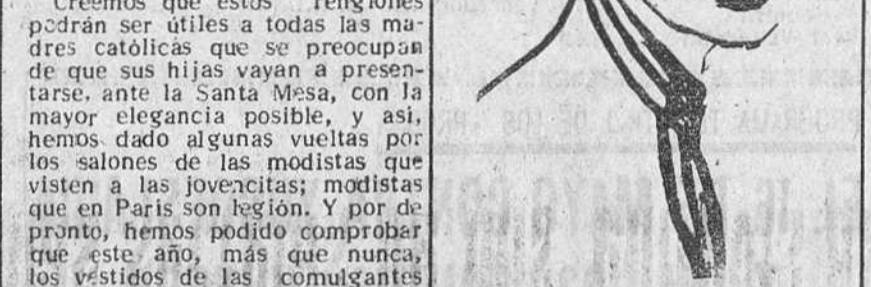 Creemos que estos renglones
podrán ser útiles a todas las ma-
dres católicas que se preocupan
de que sus hijas vayan a presen-
tarse, ante la Santa Mesa, con la
mayor elegancia posible, y asi,
hemos dado algunas vueltas por
los salones de las modistas que
visten a las jovencitas; modistas
que en Paris son legión. Y por de
pronto, hemos podido comprobar
que este año, más que nunca,
los vestidos de las comulgantes